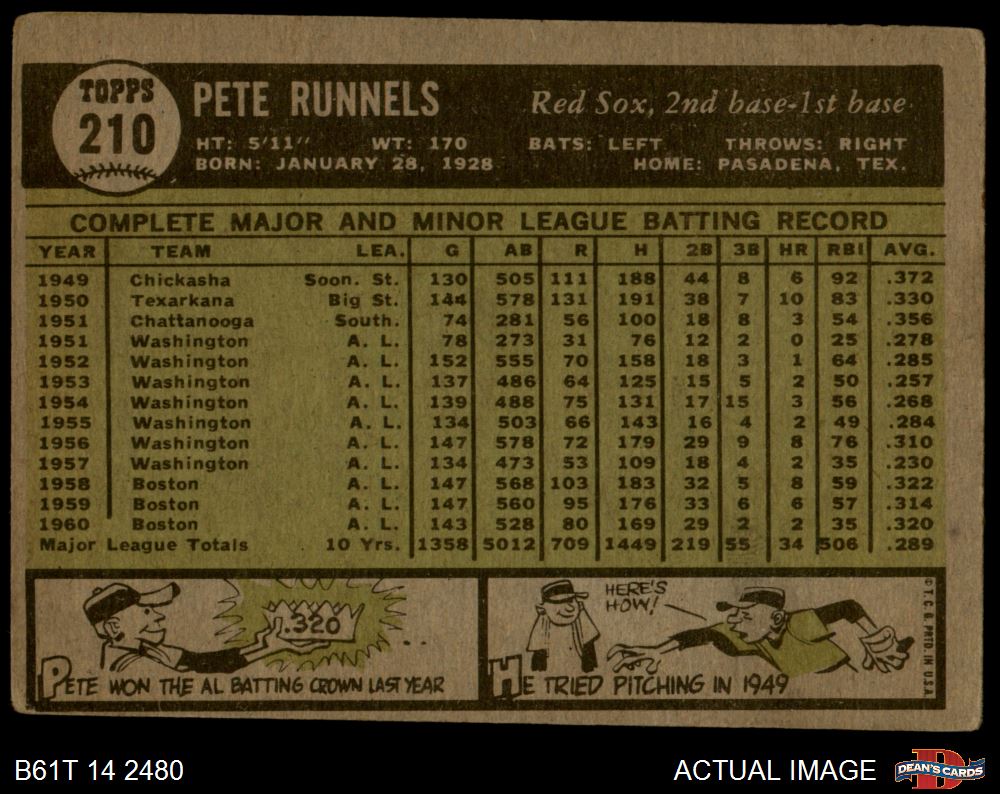 TOPPS
210
PETE RUNNELS Red Sox, 2nd base-1st base
HT: 5'11" WT: 170 BATS: LEFT THROWS: RIGHT
BORN: JANUARY 28, 1928 HOME: PASADENA, TEX.
COMPLETE MAJOR AND MINOR LEAGUE BATTING RECORD
YEAR TEAM LEA. G AB R H 2B 3B HR RBI AVG.
1949 Chickasha Soon. St. 130 505 111 188 44 8 6 92 .372
1950 Texarkana Big St. 144 578 131 191 38 7 10 83 .330
1951 Chattanooga South. 74 281 56 100 18 8 3 54 .356
1951 Washington A. L. 78 273 31 76 12 2 0 25 .278
1952 Washington A. L. 152 555 70 158 18 3 1 64 .285
1953 Washington A. L. 137 486 64 125 15 5 2 50 .257
1954 Washington A. L. 139 488 75 131 17 15 3 56 .268
1955 Washington A. L. 134 503 66 143 16 4 2 49 .284
1956 Washington A. L. 147 578 72 179 29 9 8 76 .310
1957 Washington A. L. 134 473 53 109 18 4 2 35 .230
1958 Boston A. L. 147 568 103 183 32 5 8 59 .322
1959 Boston A. L. 147 560 95 176 33 6 6 57 .314
1960 Boston A. L. 143 528 80 169 29 2 2 35 .320
Major League Totals 10 Yrs. 1358 5012 709 1449 219 55 34 506 .289
.320
PETE WON THE AL BATTING CROWN LAST YEAR
HERE'S
HOW!
HE TRIED PITCHING IN 1949
© T. C. G. PRTD. IN U.S.A.
B61T 14 2480
ACTUAL IMAGE
DEAN'S CARDS